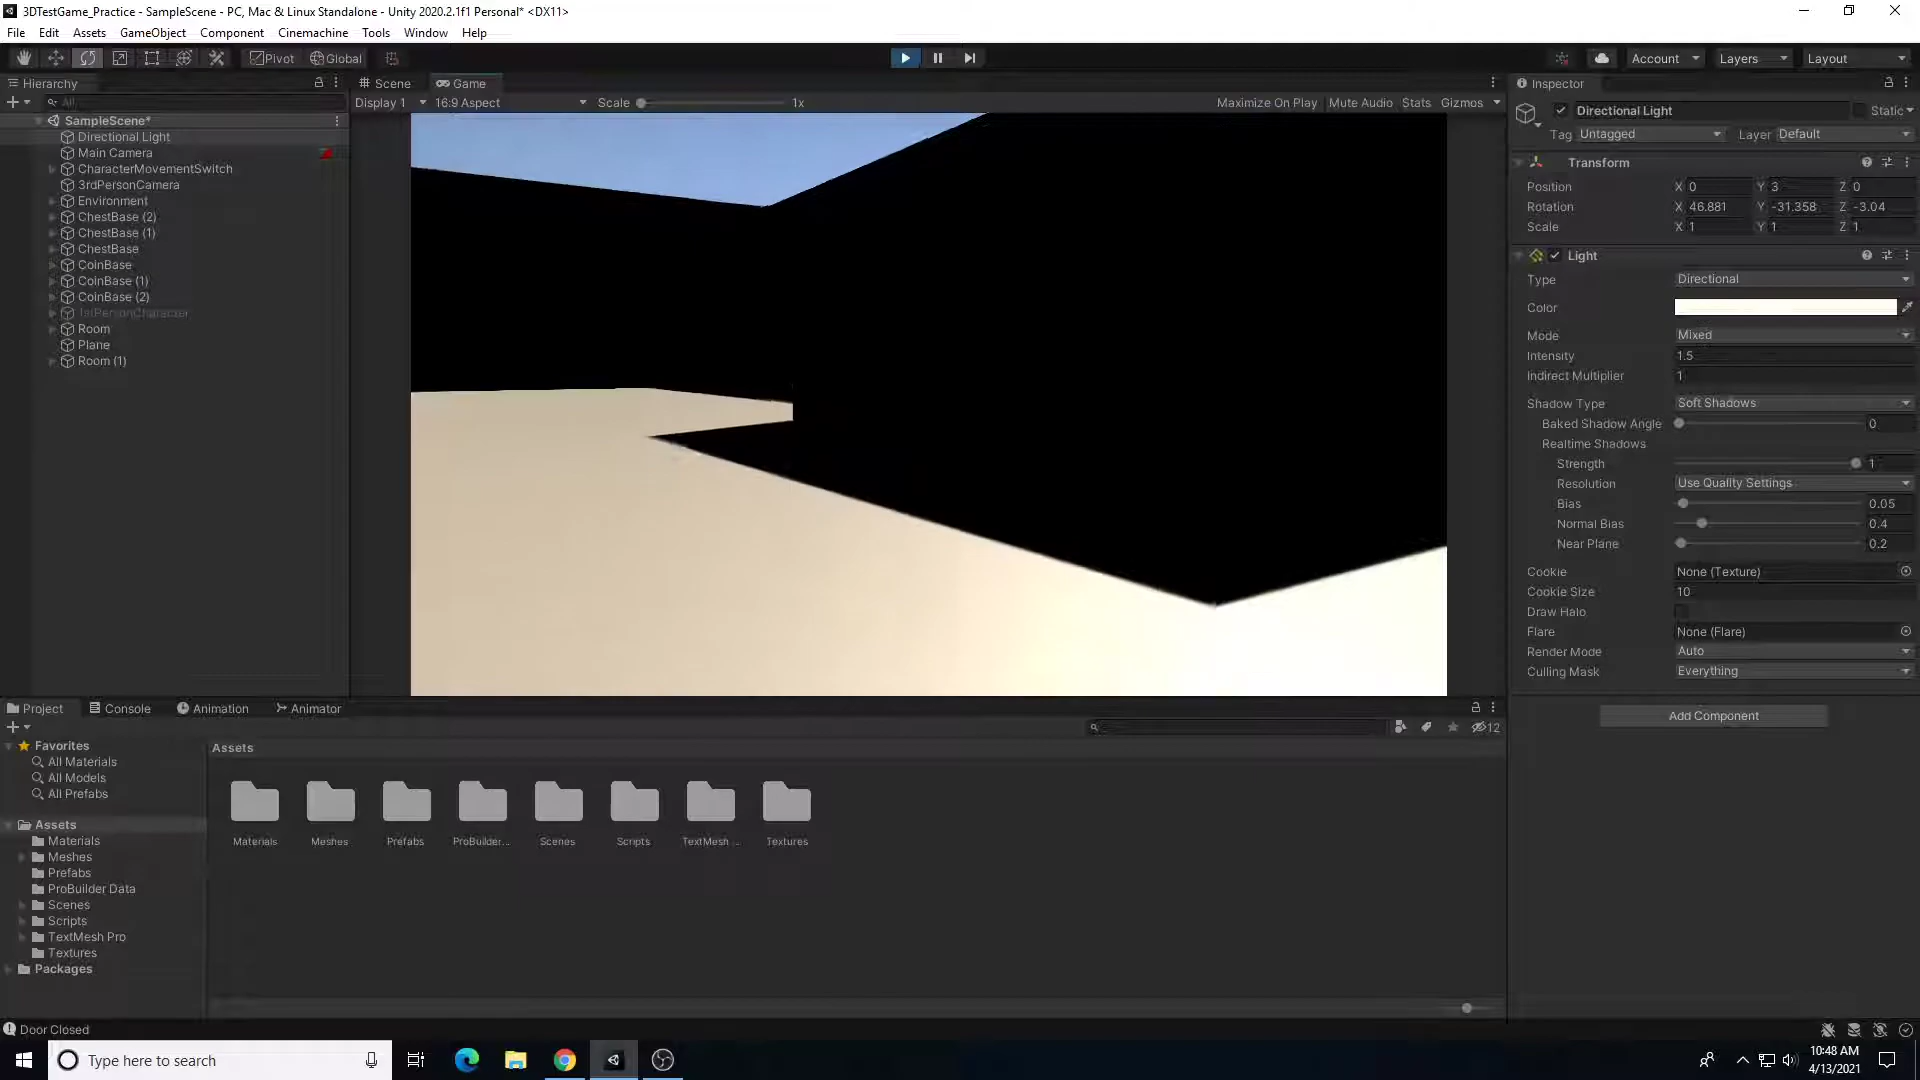 3DTestGame_Practice - SampleScene - PC, Mac & Linux Standalone - Unity 2020.2.1f1 Personal* <DX11>
File Edit Assets GameObject Component Cinemachine Tools Window Help
Pivot Global Account Layers Layout
Hierarchy Scene Game Inspector
All Display 1 16:9 Aspect Scale 1x Maximize On Play Mute Audio Stats Gizmos
SampleScene*
Directional Light
Main Camera
CharacterMovementSwitch
3rdPersonCamera
Environment
ChestBase (2)
ChestBase (1)
ChestBase
CoinBase
CoinBase (1)
CoinBase (2)
1stPersonCharacter
Room
Plane
Room (1)
Directional Light Static
Tag Untagged Layer Default
Transform
Position X 0 Y 3 Z 0
Rotation X 46.881 Y -31.358 Z -3.04
Scale X 1 Y 1 Z 1
Light
Type Directional
Color
Mode Mixed
Intensity 1.5
Indirect Multiplier 1
Shadow Type Soft Shadows
Baked Shadow Angle 0
Realtime Shadows
Strength 1
Resolution Use Quality Settings
Bias 0.05
Normal Bias 0.4
Near Plane 0.2
Cookie None (Texture)
Cookie Size 10
Draw Halo
Flare None (Flare)
Render Mode Auto
Culling Mask Everything
Add Component
Project Console Animation Animator
12
Favorites
All Materials
All Models
All Prefabs
Assets
Materials
Meshes
Prefabs
ProBuilder Data
Scenes
Scripts
TextMesh Pro
Textures
Packages
Assets
Materials Meshes Prefabs ProBuilder... Scenes Scripts TextMesh ... Textures
Door Closed
Type here to search
10:48 AM
4/13/2021